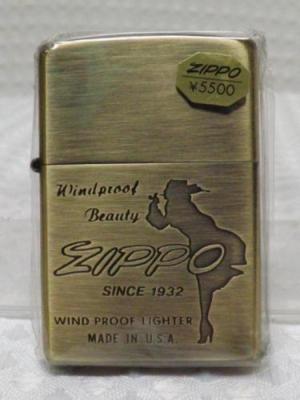 ZIPPO
¥5500
Windproof
Beauty
ZIPPO
SINCE 1932
WIND PROOF LIGHTER
MADE IN U.S.A.